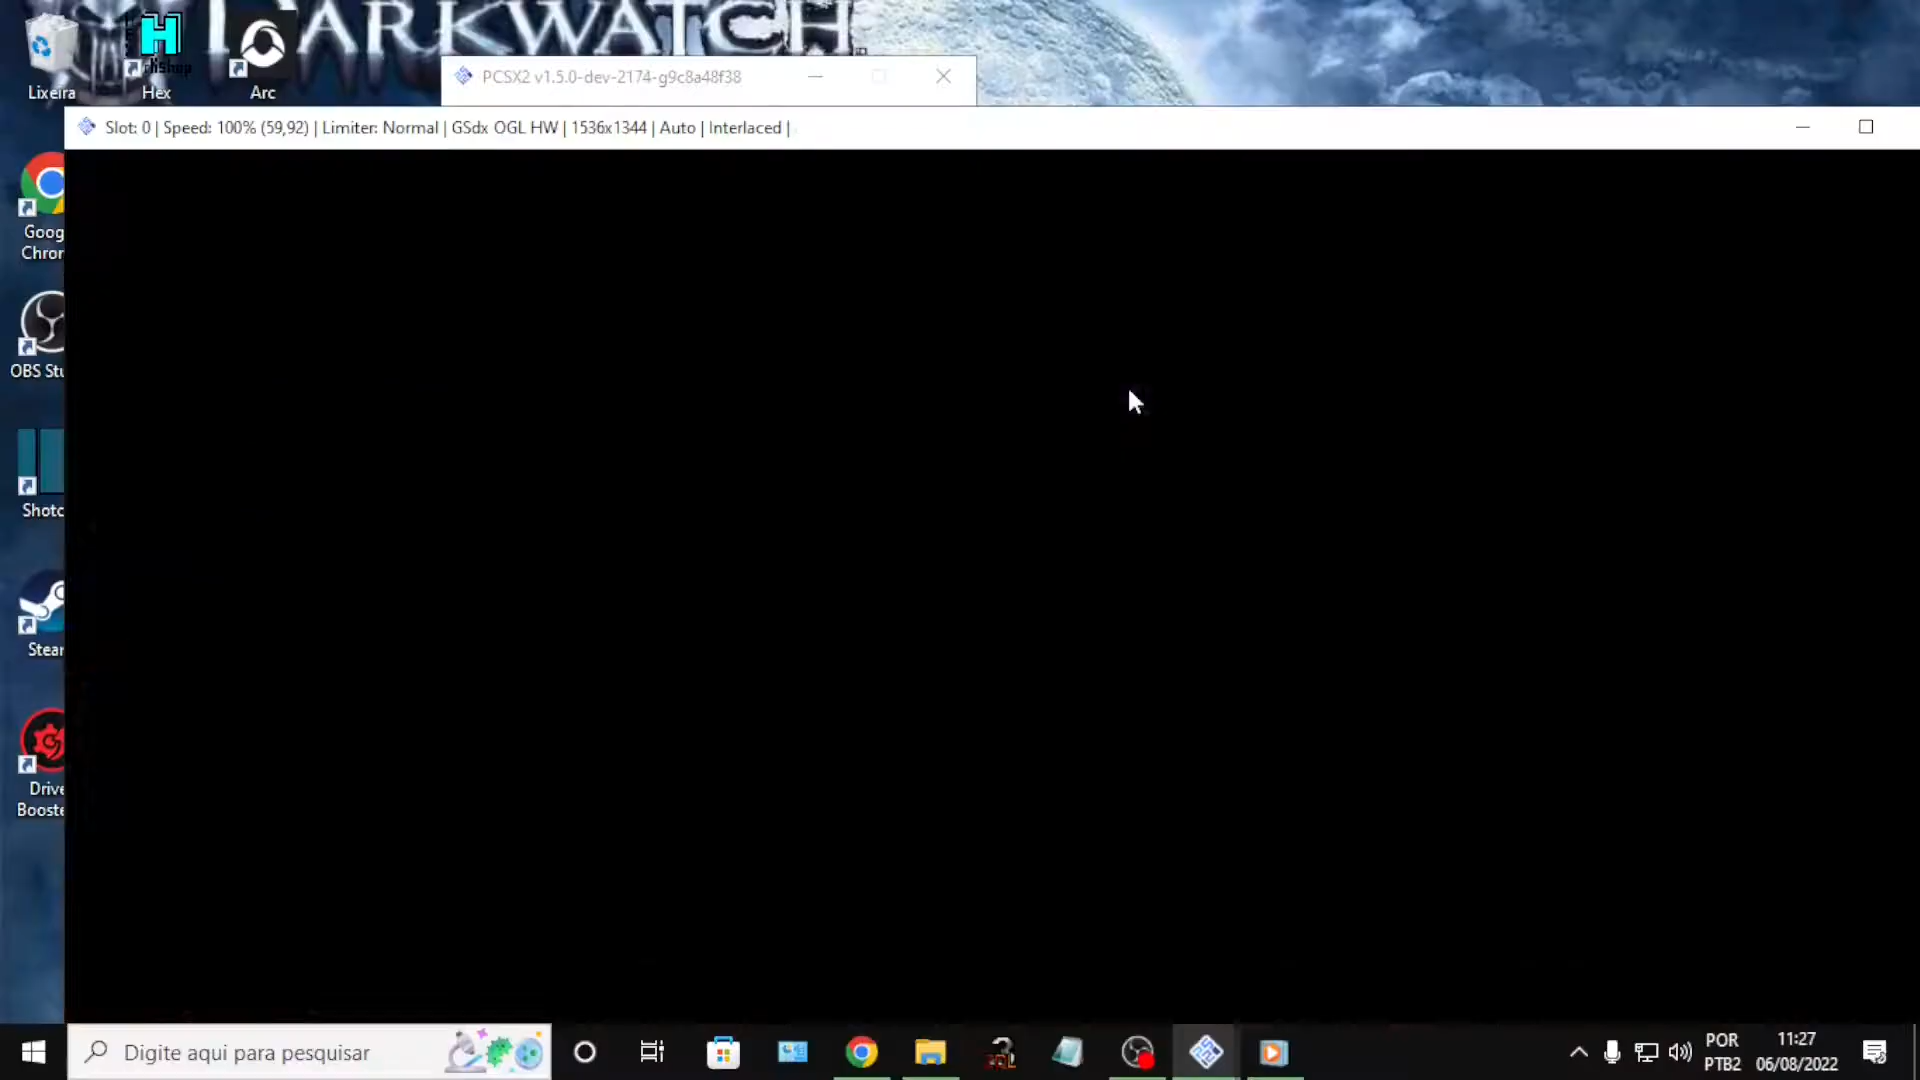 DARKWATCH
Lixeira
Hex
Arc
PCSX2 v1.5.0-dev-2174-g9c8a48f38
Slot: 0 | Speed: 100% (59,92) | Limiter: Normal | GSdx OGL HW | 1536x1344 | Auto | Interlaced |
Goog
Chror
OBS Stu
Shotc
Stear
Drive
Booste
Digite aqui para pesquisar
POR
PTB2
11:27
06/08/2022